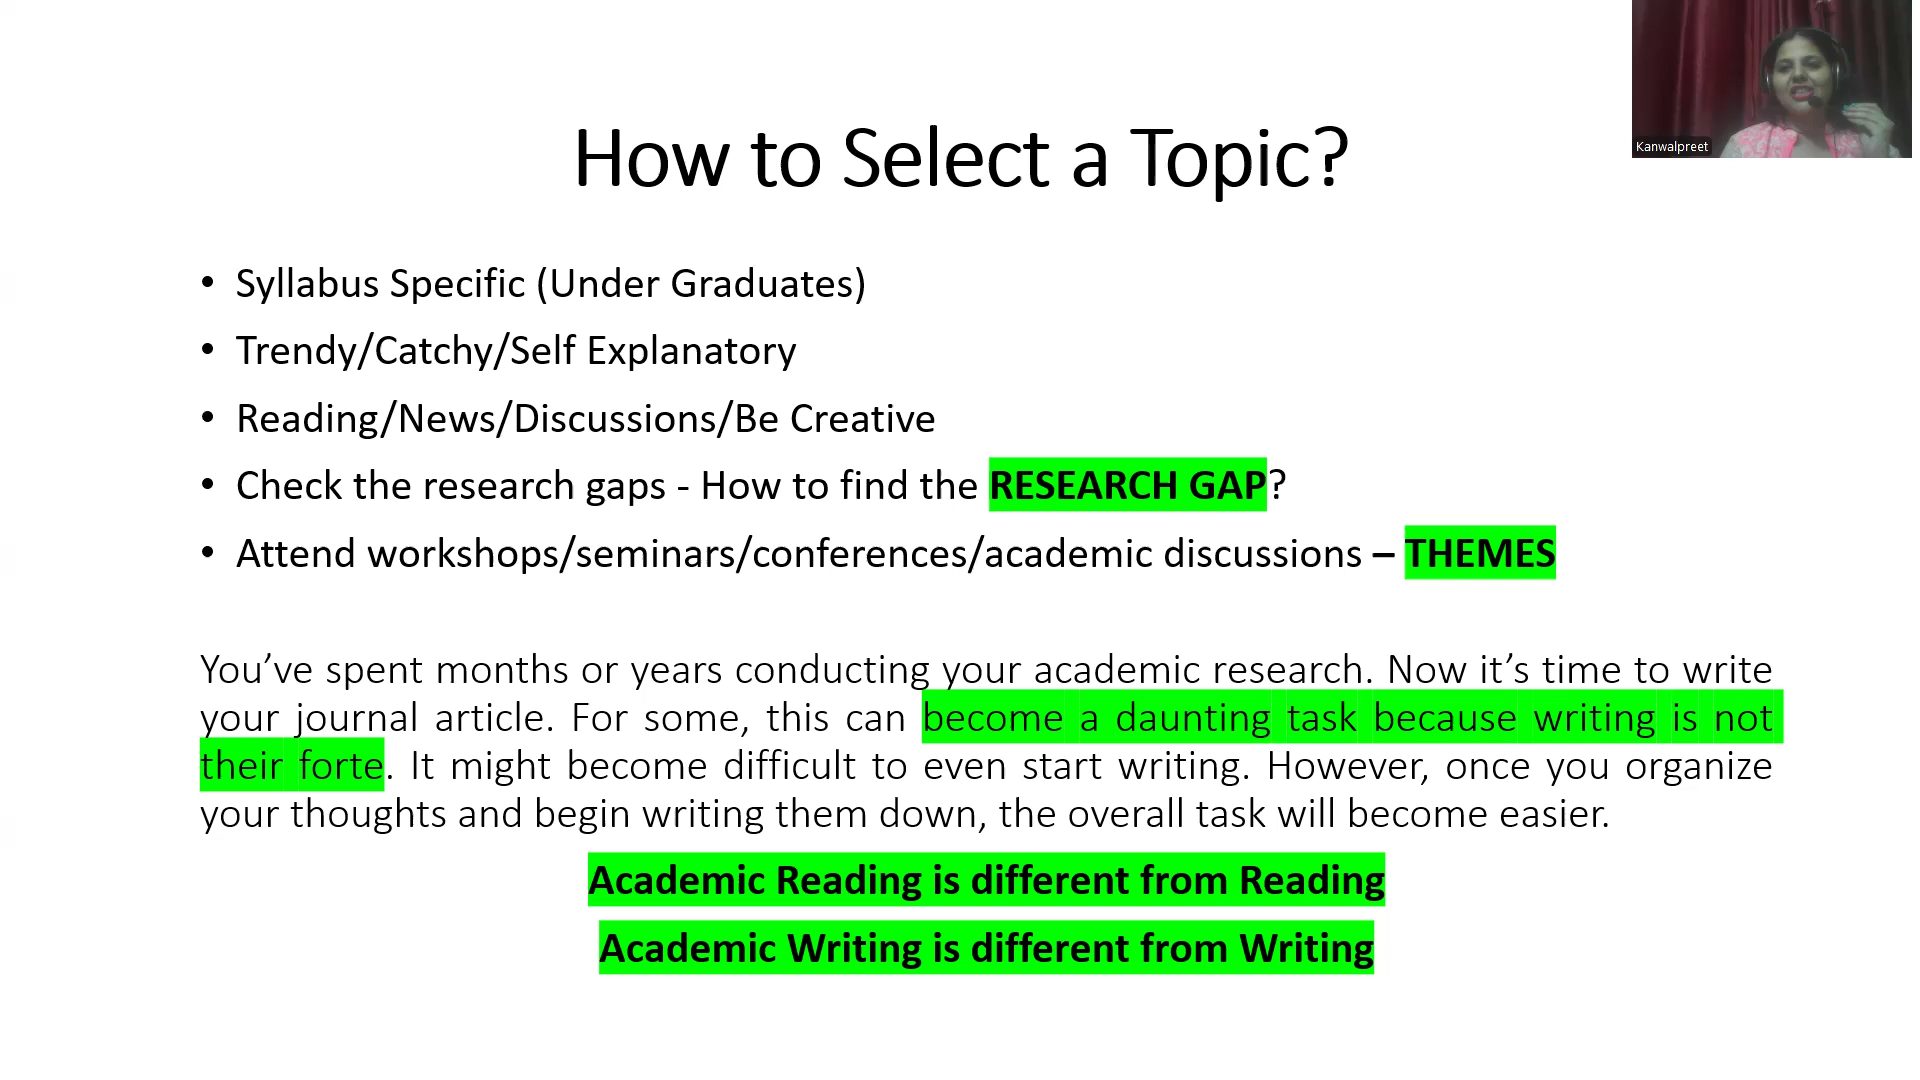 Kanwalpreet
How to Select a Topic?
• Syllabus Specific (Under Graduates)
• Trendy/Catchy/Self Explanatory
• Reading/News/Discussions/Be Creative
• Check the research gaps - How to find the RESEARCH GAP?
• Attend workshops/seminars/conferences/academic discussions – THEMES
You’ve spent months or years conducting your academic research. Now it’s time to write
your journal article. For some, this can become a daunting task because writing is not
their forte. It might become difficult to even start writing. However, once you organize
your thoughts and begin writing them down, the overall task will become easier.
Academic Reading is different from Reading
Academic Writing is different from Writing